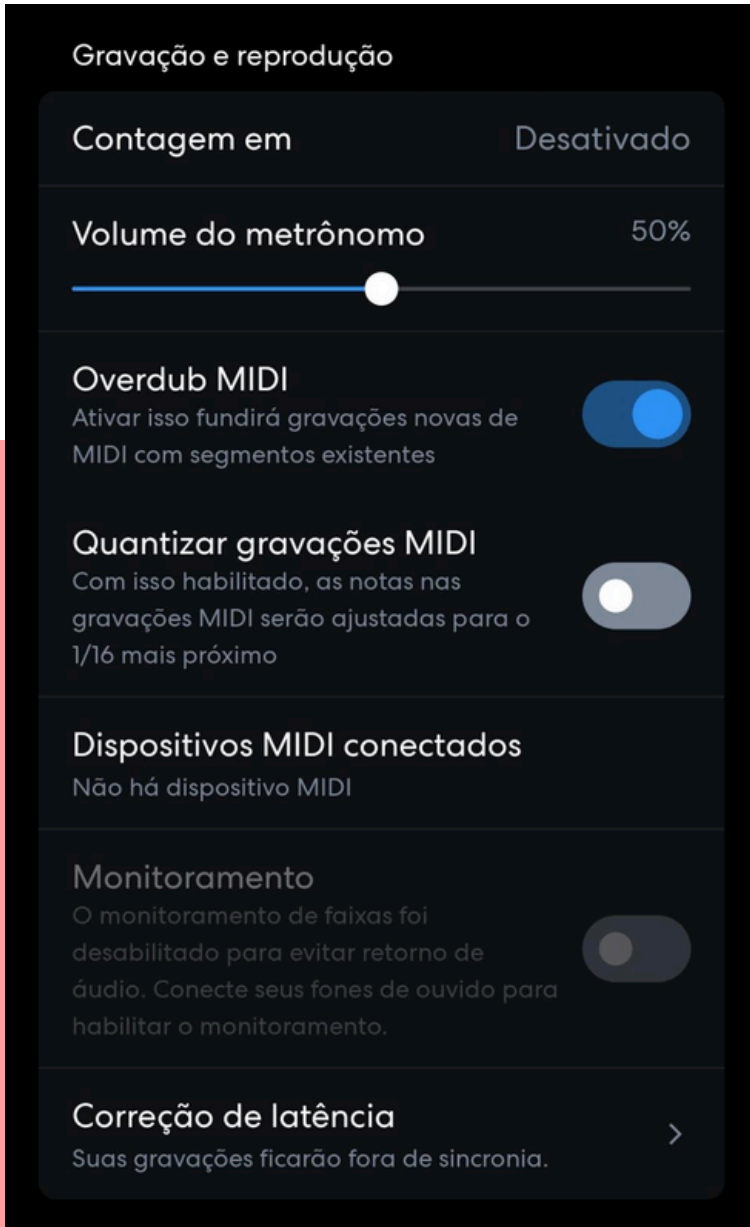 Gravação e reprodução
Contagem em Desativado
Volume do metrônomo 50%
Overdub MIDI
Ativar isso fundirá gravações novas de
MIDI com segmentos existentes
Quantizar gravações MIDI
Com isso habilitado, as notas nas
gravações MIDI serão ajustadas para o
1/16 mais próximo
Dispositivos MIDI conectados
Não há dispositivo MIDI
Monitoramento
O monitoramento de faixas foi
desabilitado para evitar retorno de
áudio. Conecte seus fones de ouvido para
habilitar o monitoramento.
Correção de latência
Suas gravações ficarão fora de sincronia.